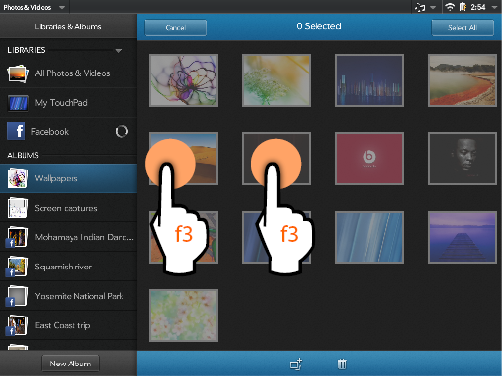 Photos & Videos
2:54
Libraries & Albums
Cancel
0 Selected
Select All
LIBRARIES
All Photos & Videos
My TouchPad
f
Facebook
ALBUMS
Wallpapers
Screen captures
Mohamaya Indian Darc...
Squamish river
Yosemite National Park
East Coast trip
New Album
b
f3
f3